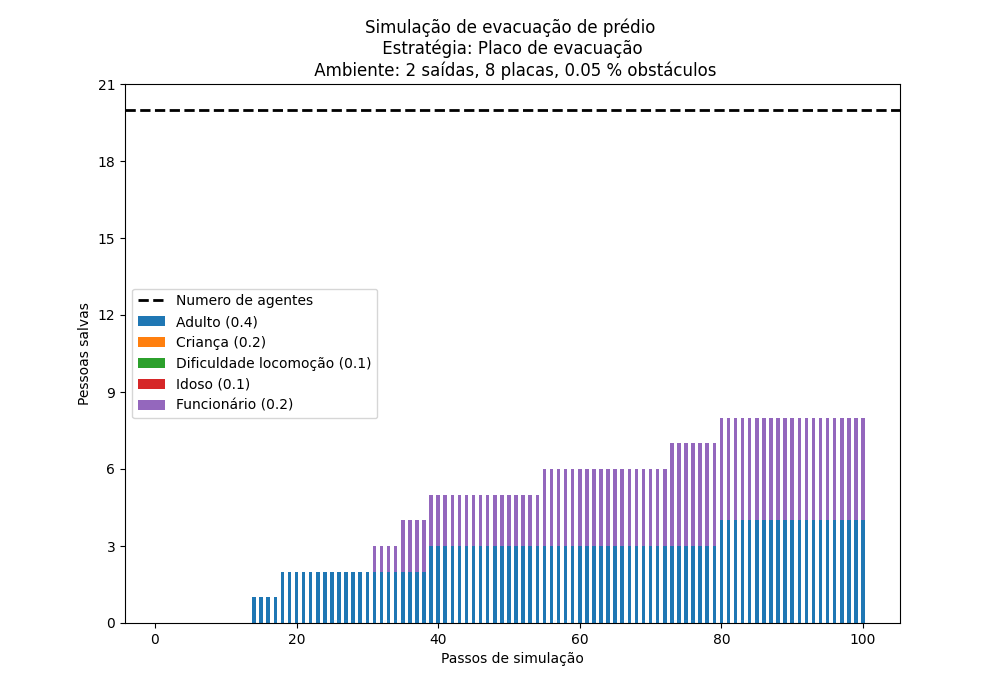 Simulação de evacuação de prédio
Estratégia: Placo de evacuação
Ambiente: 2 saídas, 8 placas, 0.05 % obstáculos
21
18
15
12
9
6
3
0
Pessoas salvas
Numero de agentes
Adulto (0.4)
Criança (0.2)
Dificuldade locomoção (0.1)
Idoso (0.1)
Funcionário (0.2)
0 20 40 60 80 100
Passos de simulação